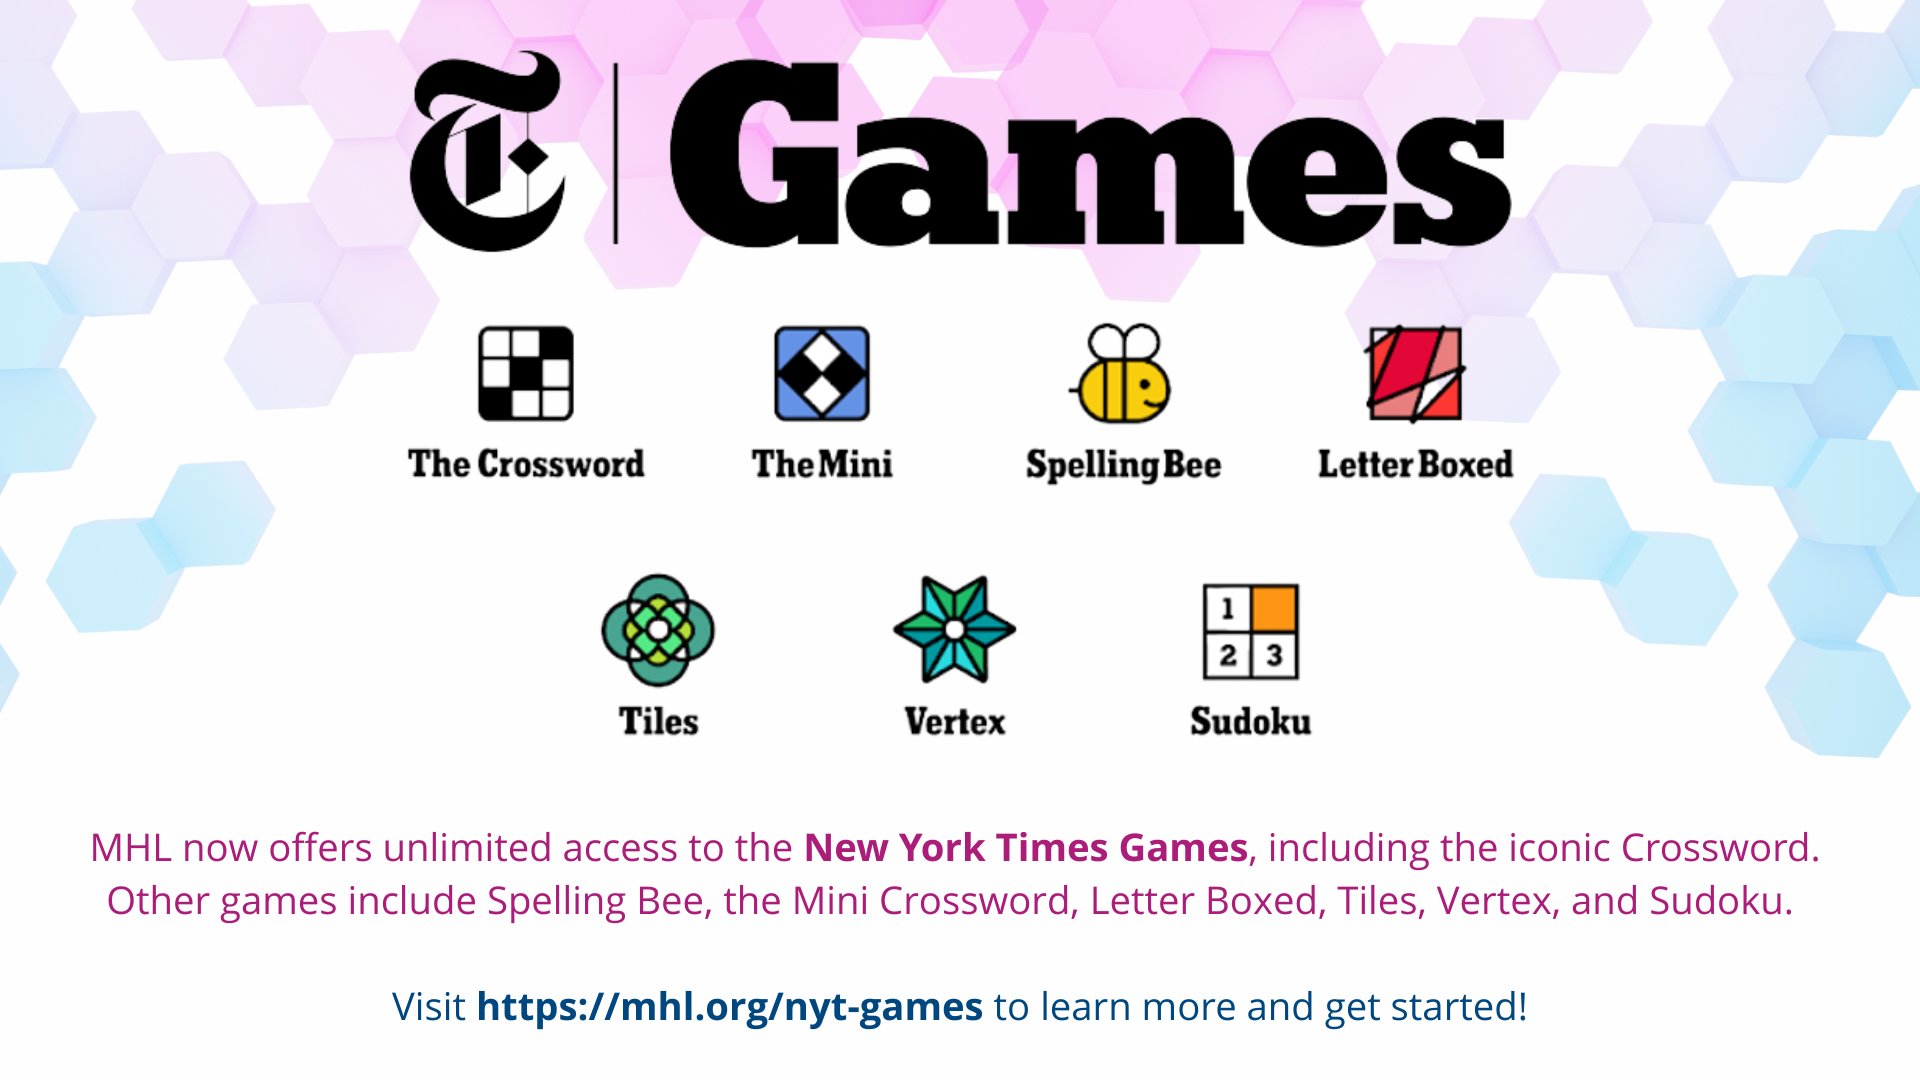 T Games
The Crossword The Mini Spelling Bee Letter Boxed
1
2 3
Tiles Vertex Sudoku
MHL now offers unlimited access to the New York Times Games, including the iconic Crossword.
Other games include Spelling Bee, the Mini Crossword, Letter Boxed, Tiles, Vertex, and Sudoku.
Visit https://mhl.org/nyt-games to learn more and get started!